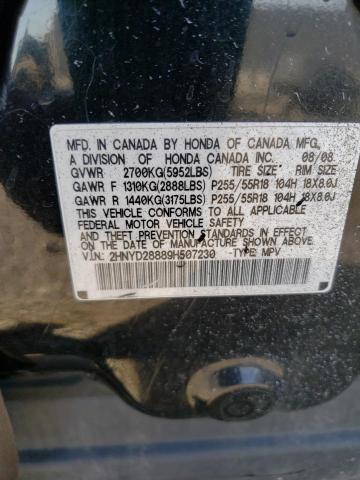 MFD. IN CANADA BY HONDA OF CANADA MFG.,
A DIVISION OF HONDA CANADA INC. 08/08
GVWR 2700KG(5952LBS) TIRE SIZE RIM SIZE
GAWR F 1310KG(2888LBS) P255/55R18 104H 18X8.0J
GAWR R 1440KG(3175LBS) P255/55R18 104H 18X8.0J
THIS VEHICLE CONFORMS TO ALL APPLICABLE
FEDERAL MOTOR VEHICLE SAFETY
AND THEFT PREVENTION STANDARDS IN EFFECT
ON THE DATE OF MANUFACTURE SHOWN ABOVE.
V.I.N.: 2HNYD28889H507230 TYPE: MPV